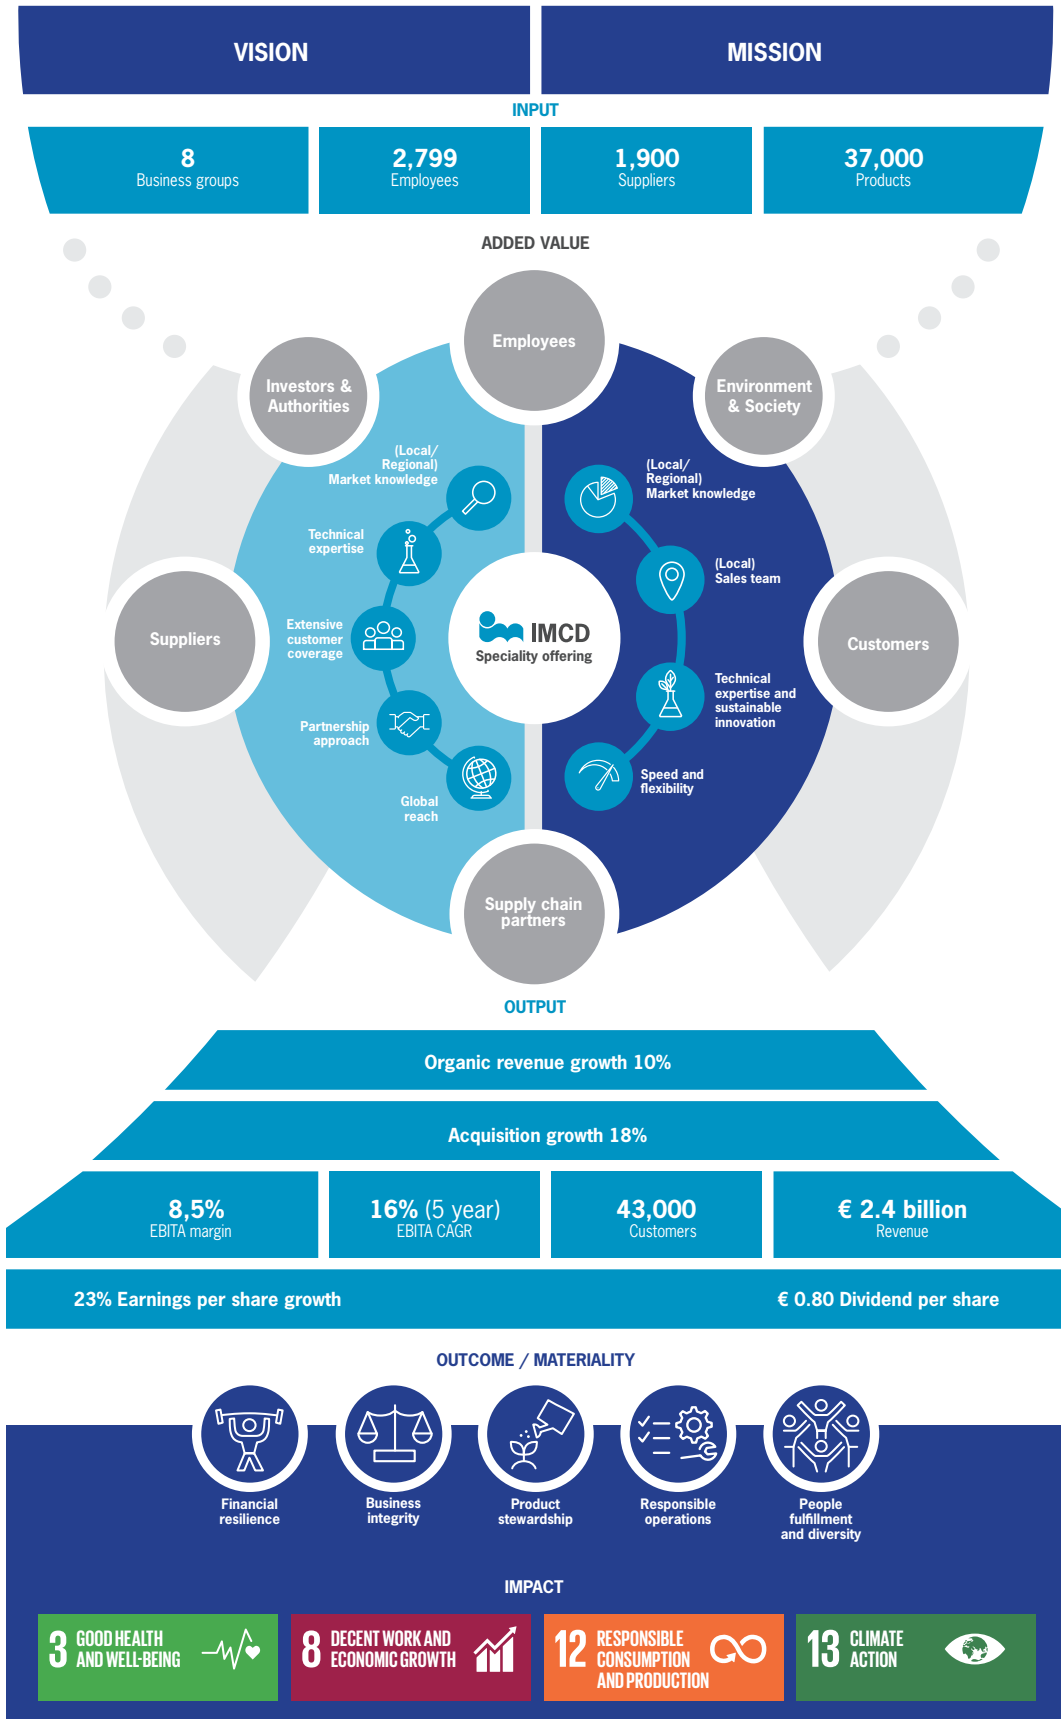 VISION
MISSION
INPUT
8
Business groups
2,799
Employees
1,900
Suppliers
37,000
Products
ADDED VALUE
Employees
Investors &
Authorities
Environment
& Society
(Local/
Regional)
Market knowledge
Technical
expertise
Extensive
customer
coverage
Partnership
approach
Global
reach
(Local/
Regional)
Market knowledge
(Local)
Sales team
Technical
expertise and
sustainable
innovation
Speed and
flexibility
Suppliers
IMCD
Speciality offering
Customers
Supply chain
partners
OUTPUT
Organic revenue growth 10%
Acquisition growth 18%
8,5%
EBITA margin
16% (5 year)
EBITA CAGR
43,000
Customers
€ 2.4 billion
Revenue
23% Earnings per share growth
€ 0.80 Dividend per share
OUTCOME / MATERIALITY
Financial
resilience
Business
integrity
Product
stewardship
Responsible
operations
People
fulfillment
and diversity
IMPACT
3 GOOD HEALTH
AND WELL-BEING
8 DECENT WORK AND
ECONOMIC GROWTH
12 RESPONSIBLE
CONSUMPTION
AND PRODUCTION
13 CLIMATE
ACTION